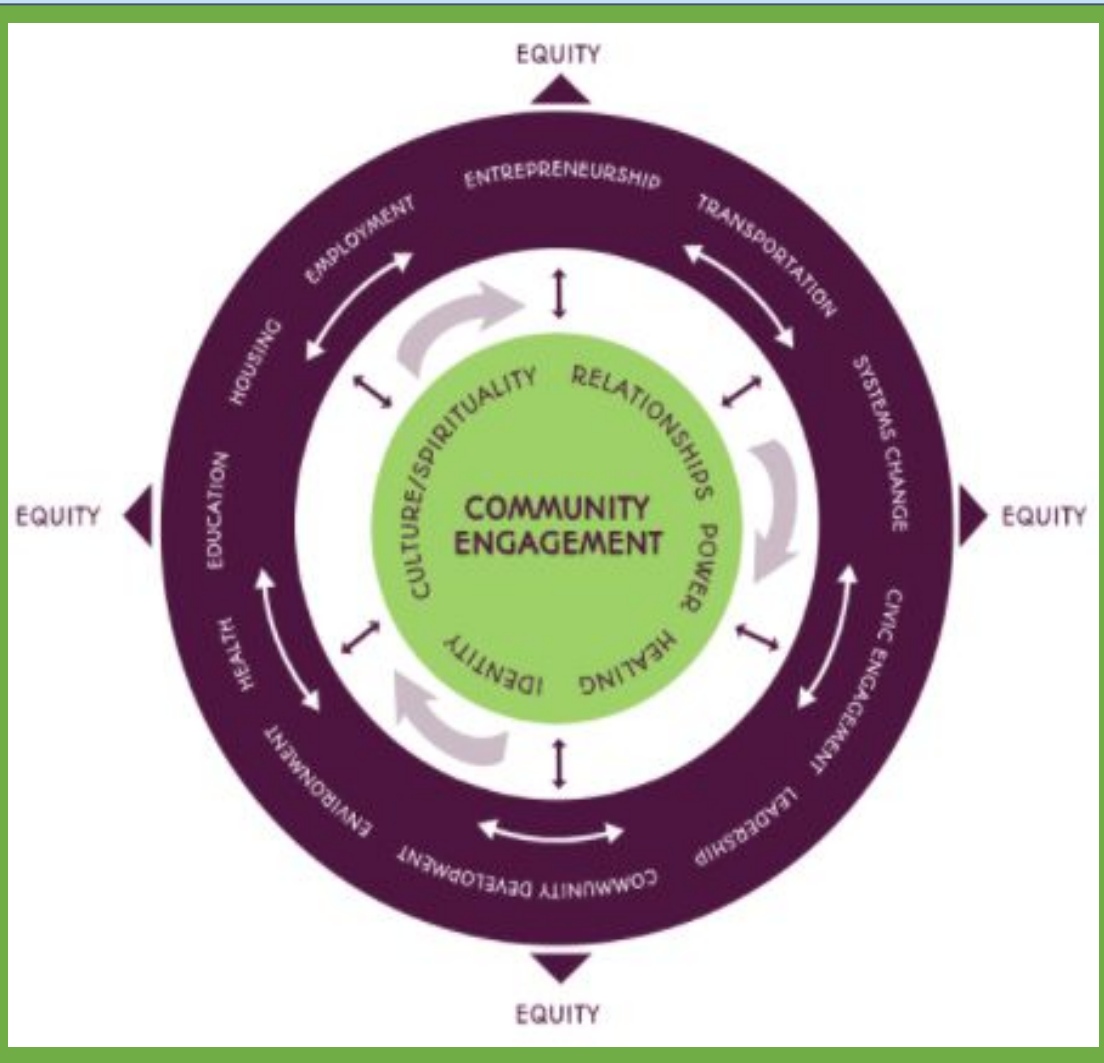 EQUITY
ENTREPRENEURSHIP
TRANSPORTATION
SYSTEMS CHANGE
CIVIC ENGAGEMENT
LEADERSHIP
COMMUNITY DEVELOPMENT
ENVIRONMENT
HEALTH
EDUCATION
HOUSING
EMPLOYMENT
EQUITY
EQUITY
CULTURE/SPIRITUALITY
RELATIONSHIPS
POWER
HEALING
IDENTITY
COMMUNITY
ENGAGEMENT
EQUITY